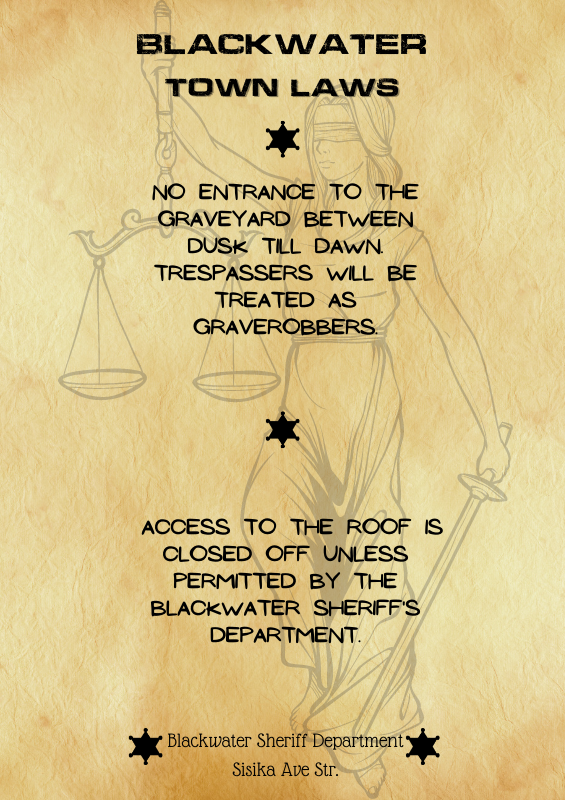 BLACKWATER
TOWN LAWS
NO ENTRANCE TO THE
GRAVEYARD BETWEEN
DUSK TILL DAWN.
TRESPASSERS WILL BE
TREATED AS
GRAVEROBBERS.
ACCESS TO THE ROOF IS
CLOSED OFF UNLESS
PERMITTED BY THE
BLACKWATER SHERIFF'S
DEPARTMENT.
Blackwater Sheriff Department
Sisika Ave Str.